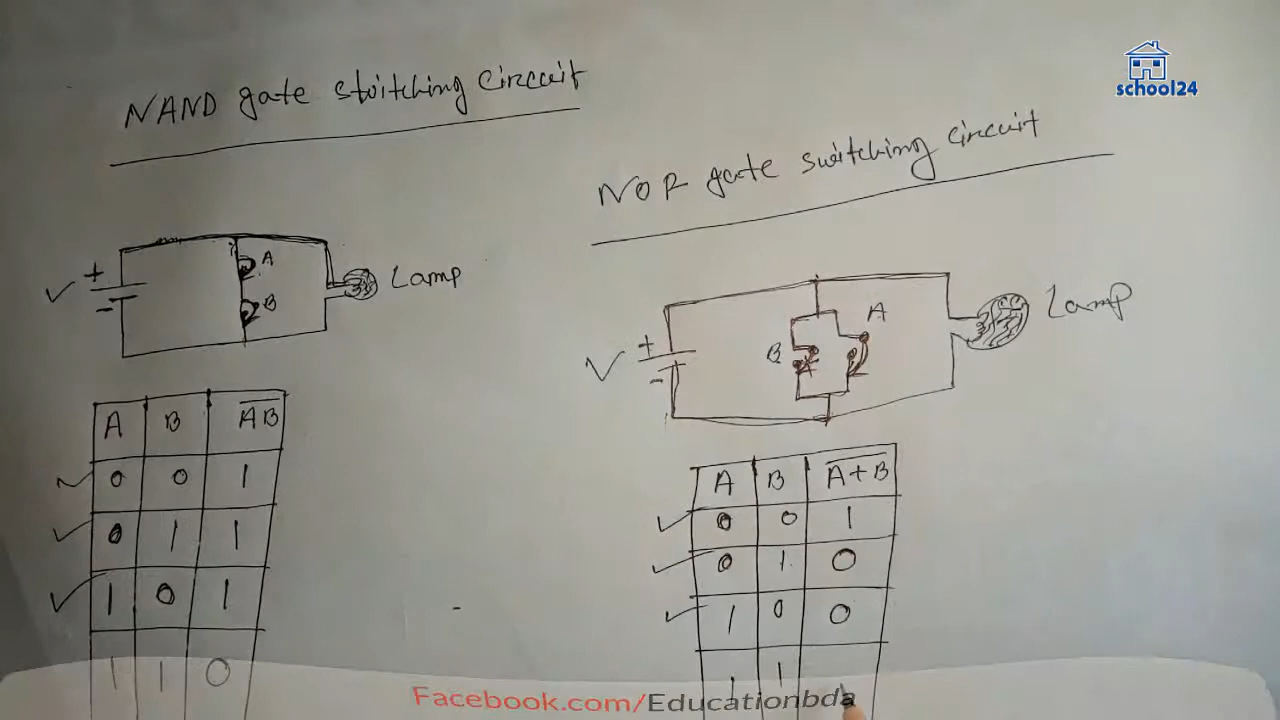 school24
NAND gate switching circuit
NOR gate switching circuit
+
A
-
B
Lamp
+
A
B
-
Lamp
A B A̅B̅
0 0 1
0 1 1
1 0 1
1 1 0
A B A̅+̅B̅
0 0 1
0 1 0
1 0 0
1 1
Facebook.com/Educationbda